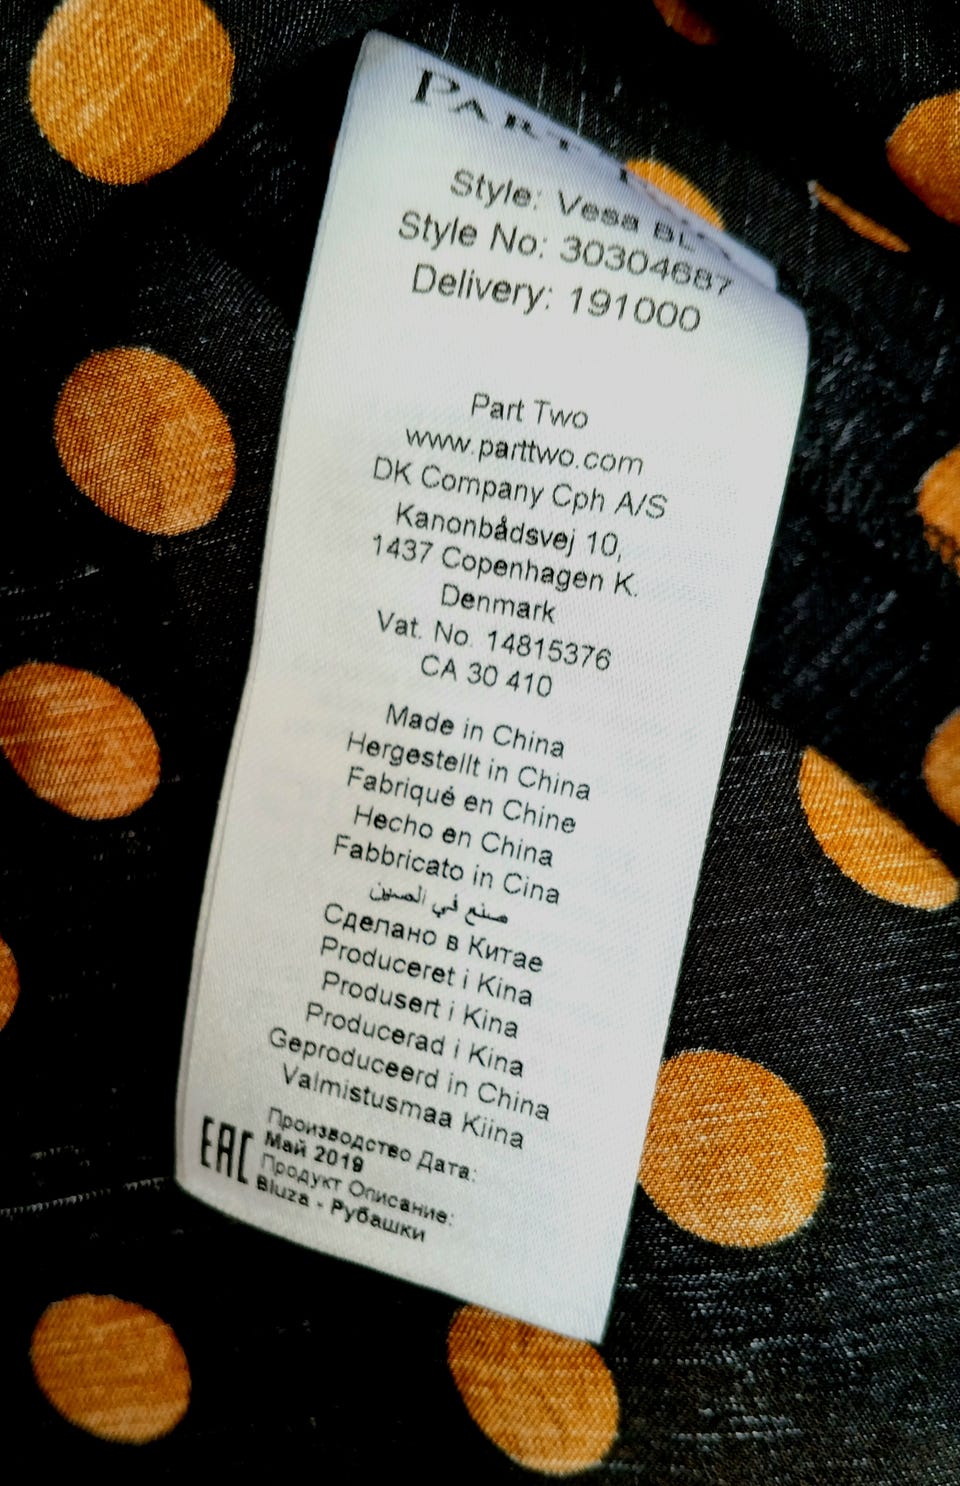 PART
Style: Vesa BL
Style No: 30304687
Delivery: 191000
Part Two
www.parttwo.com
DK Company Cph A/S
Kanonbådsvej 10,
1437 Copenhagen K.
Denmark
Vat. No. 14815376
CA 30 410
Made in China
Hergestellt in China
Fabriqué en Chine
Hecho en China
Fabbricato in Cina
صنع في الصين
Сделано в Китае
Produceret i Kina
Produsert i Kina
Producerad i Kina
Geproduceerd in China
Valmistusmaa Kiina
EAC
Производство Дата:
Май 2019
Продукт Описание:
Bluza - Рубашки